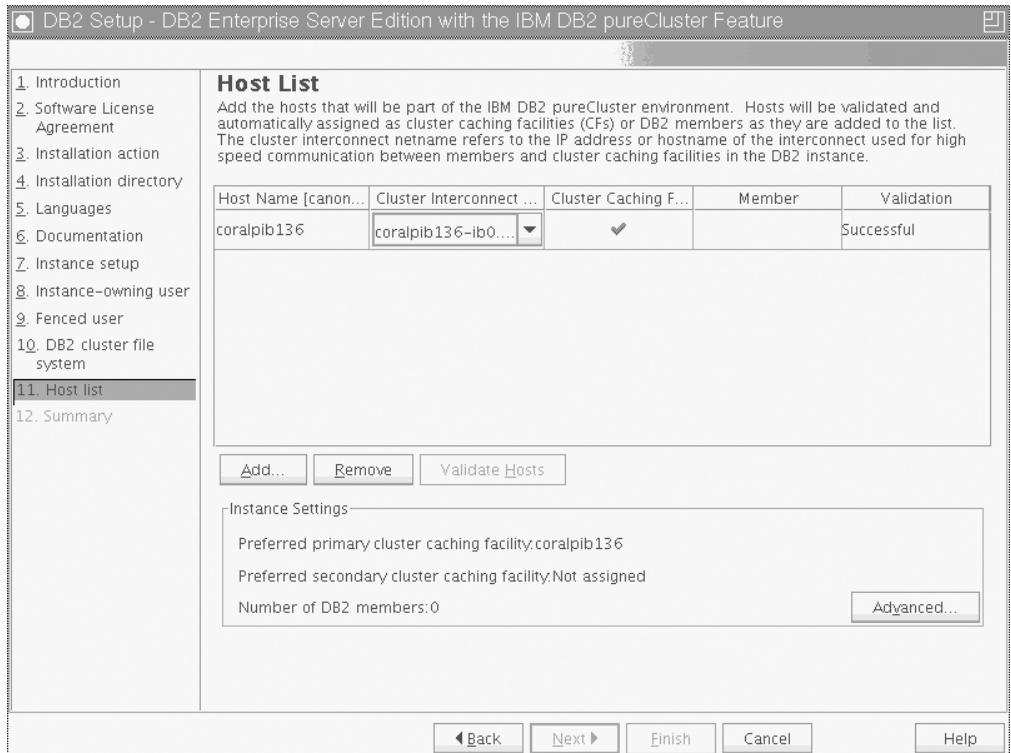 DB2 Setup - DB2 Enterprise Server Edition with the IBM DB2 pureCluster Feature
1. Introduction
2. Software License
Agreement
3. Installation action
4. Installation directory
5. Languages
6. Documentation
7. Instance setup
8. Instance-owning user
9. Fenced user
10. DB2 cluster file
system
11. Host list
12. Summary
Host List
Add the hosts that will be part of the IBM DB2 pureCluster environment. Hosts will be validated and
automatically assigned as cluster caching facilities (CFs) or DB2 members as they are added to the list.
The cluster interconnect netname refers to the IP address or hostname of the interconnect used for high
speed communication between members and cluster caching facilities in the DB2 instance.
Host Name [canon... Cluster Interconnect ... Cluster Caching F... Member Validation
coralpib136 coralpib136-ib0.... Successful
Add... Remove Validate Hosts
Instance Settings
Preferred primary cluster caching facility:coralpib136
Preferred secondary cluster caching facility:Not assigned
Number of DB2 members:0
Advanced...
Back Next Finish Cancel Help